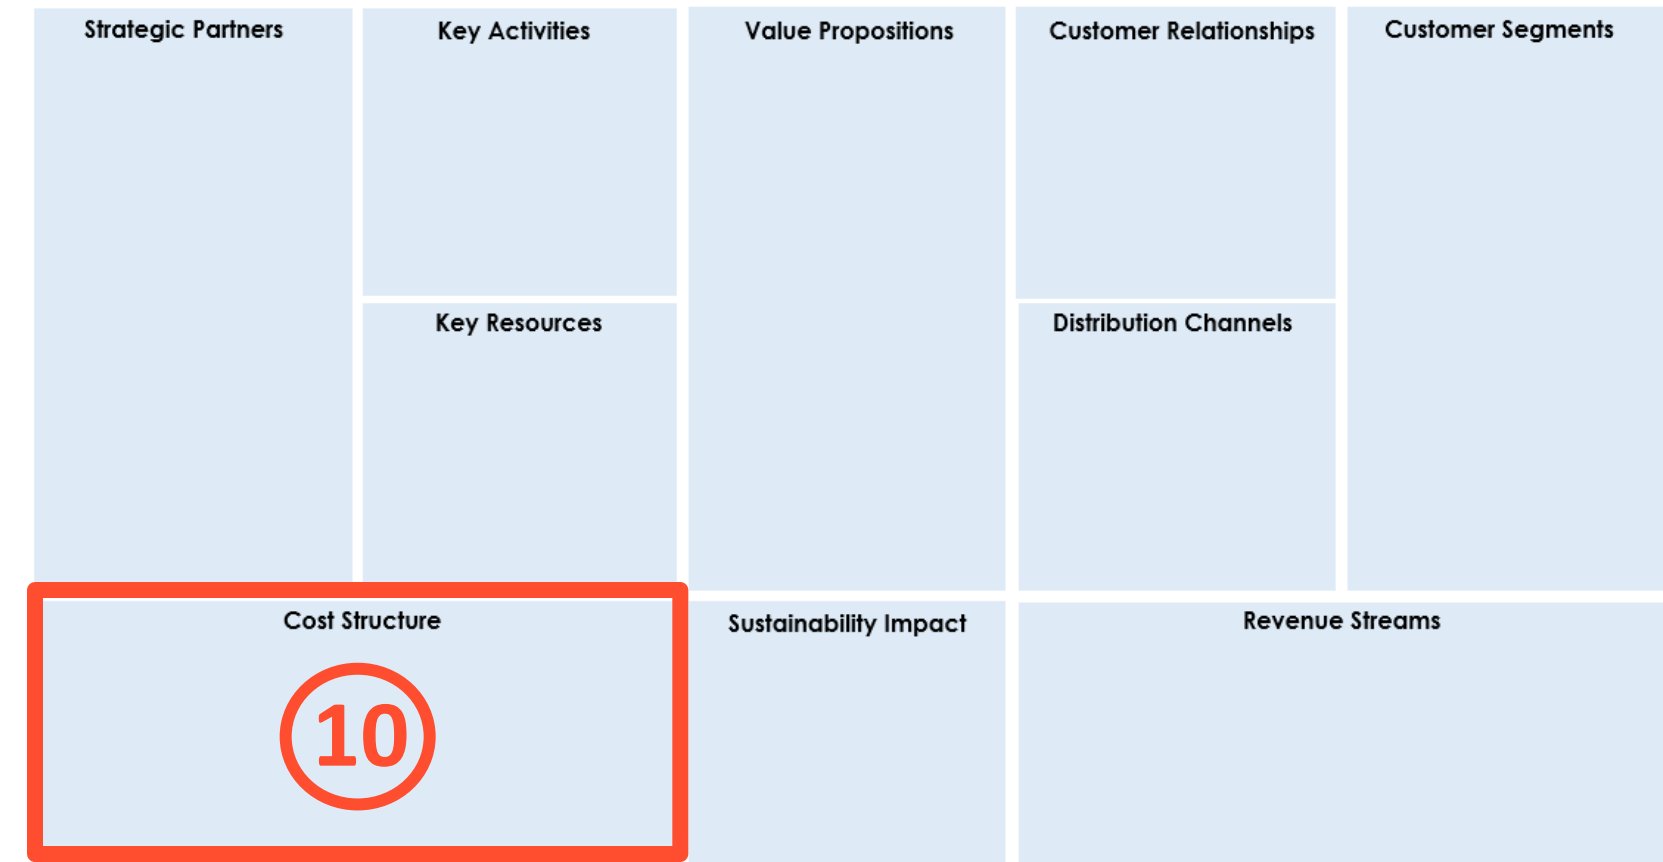 Strategic Partners
Key Activities
Value Propositions
Customer Relationships
Customer Segments
Key Resources
Distribution Channels
Cost Structure
10
Sustainability Impact
Revenue Streams